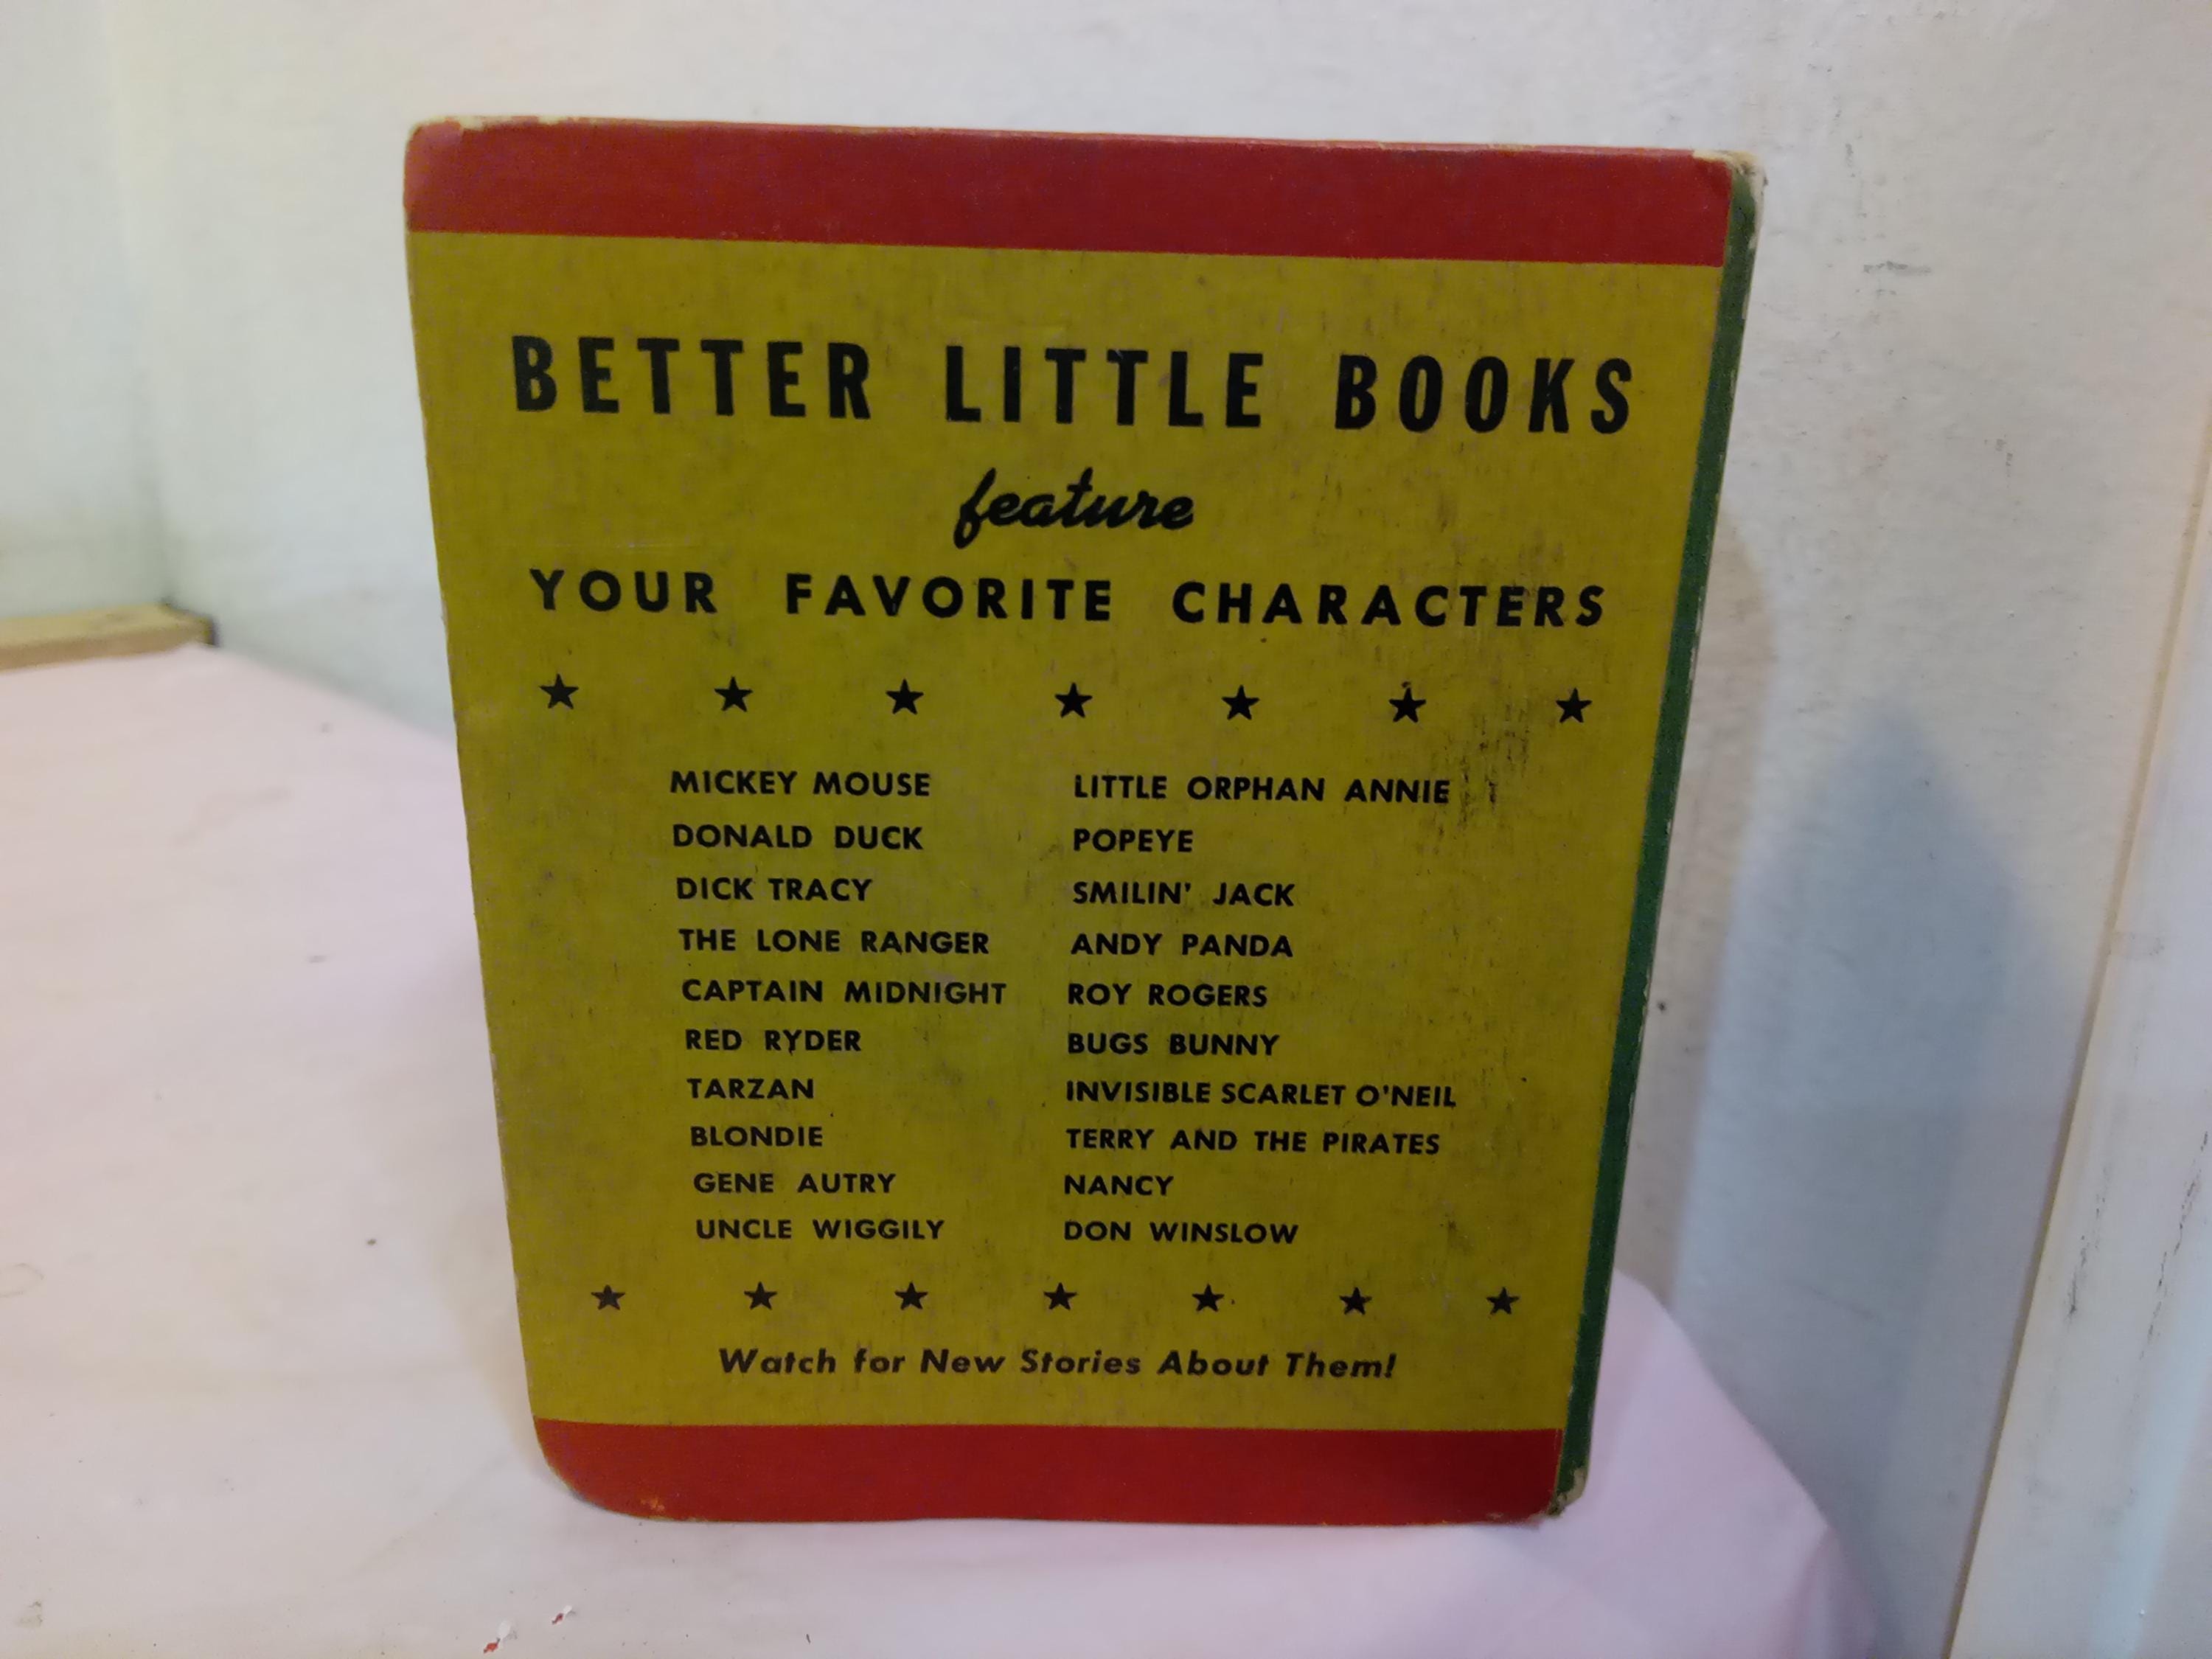 BETTER LITTLE BOOKS
feature
YOUR FAVORITE CHARACTERS
MICKEY MOUSE
DONALD DUCK
DICK TRACY
THE LONE RANGER
CAPTAIN MIDNIGHT
RED RYDER
TARZAN
BLONDIE
GENE AUTRY
UNCLE WIGGILY
LITTLE ORPHAN ANNIE
POPEYE
SMILIN' JACK
ANDY PANDA
ROY ROGERS
BUGS BUNNY
INVISIBLE SCARLET O'NEIL
TERRY AND THE PIRATES
NANCY
DON WINSLOW
Watch for New Stories About Them!